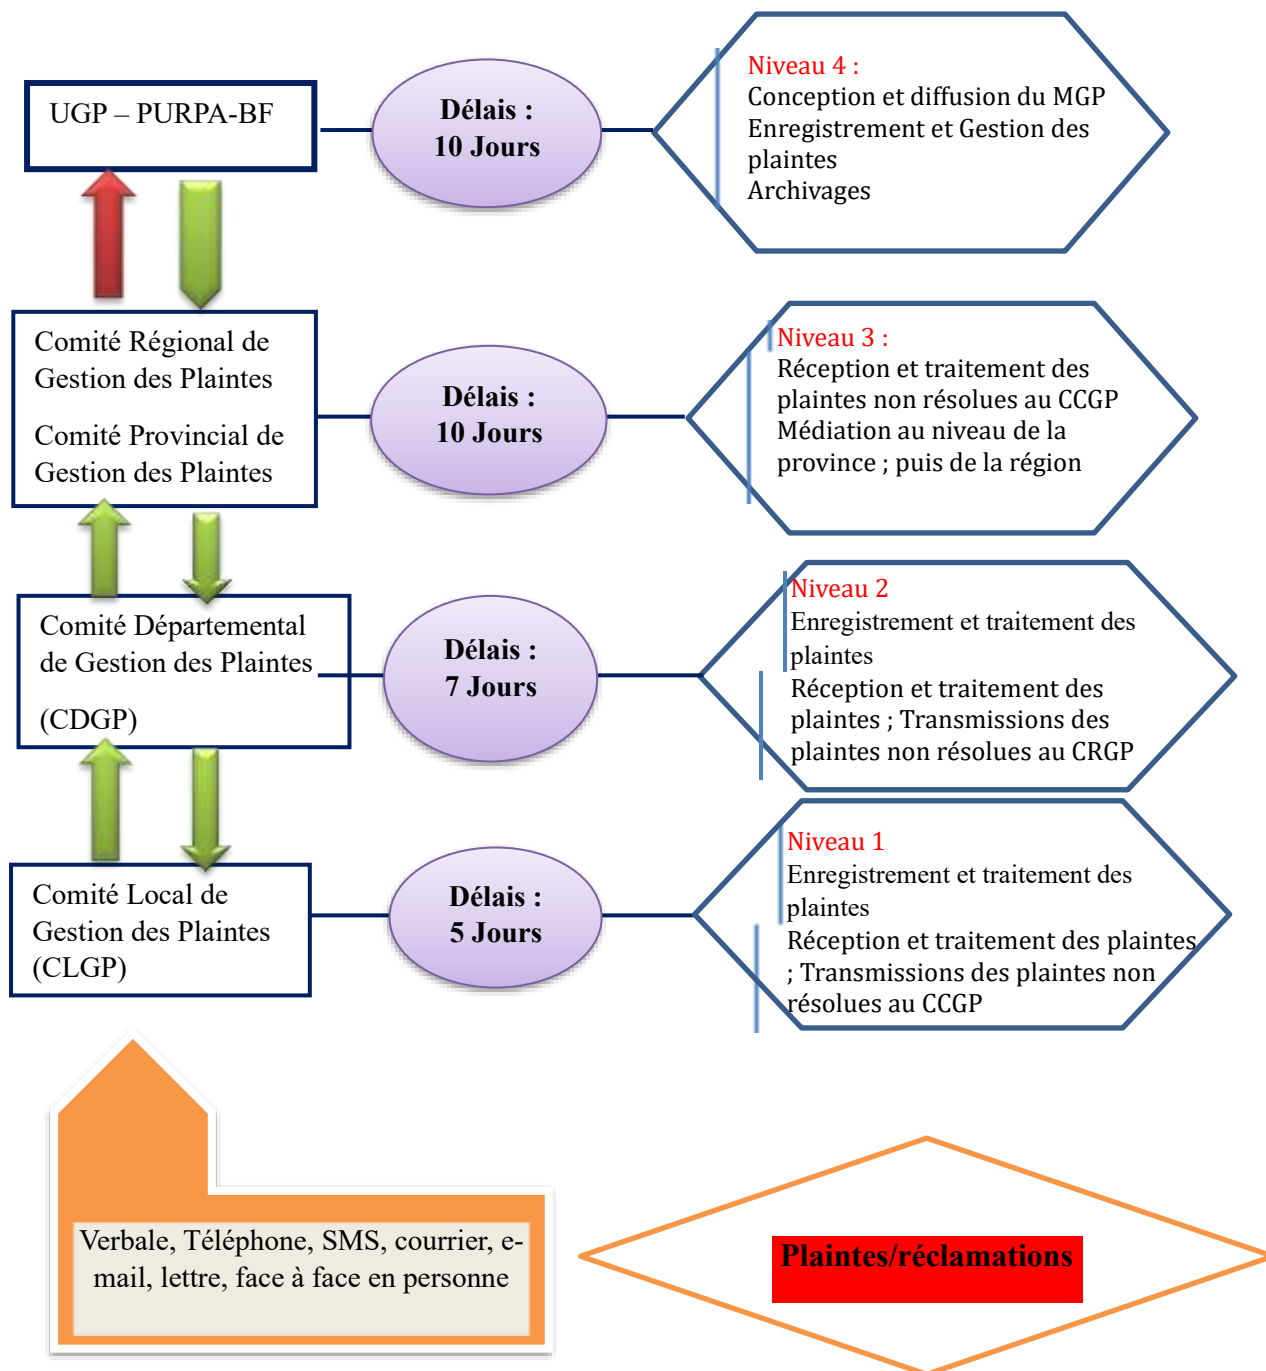 UGP – PURPA-BF
Délais :
10 Jours
Niveau 4 :
Conception et diffusion du MGP
Enregistrement et Gestion des
plaintes
Archivages
Comité Régional de
Gestion des Plaintes
Comité Provincial de
Gestion des Plaintes
Délais :
10 Jours
Niveau 3 :
Réception et traitement des
plaintes non résolues au CCGP
Médiation au niveau de la
province ; puis de la région
Comité Départemental
de Gestion des Plaintes
(CDGP)
Délais :
7 Jours
Niveau 2
Enregistrement et traitement des
plaintes
Réception et traitement des
plaintes ; Transmissions des
plaintes non résolues au CRGP
Comité Local de
Gestion des Plaintes
(CLGP)
Délais :
5 Jours
Niveau 1
Enregistrement et traitement des
plaintes
Réception et traitement des plaintes
; Transmissions des plaintes non
résolues au CCGP
Verbale, Téléphone, SMS, courrier, e-
mail, lettre, face à face en personne
Plaintes/réclamations